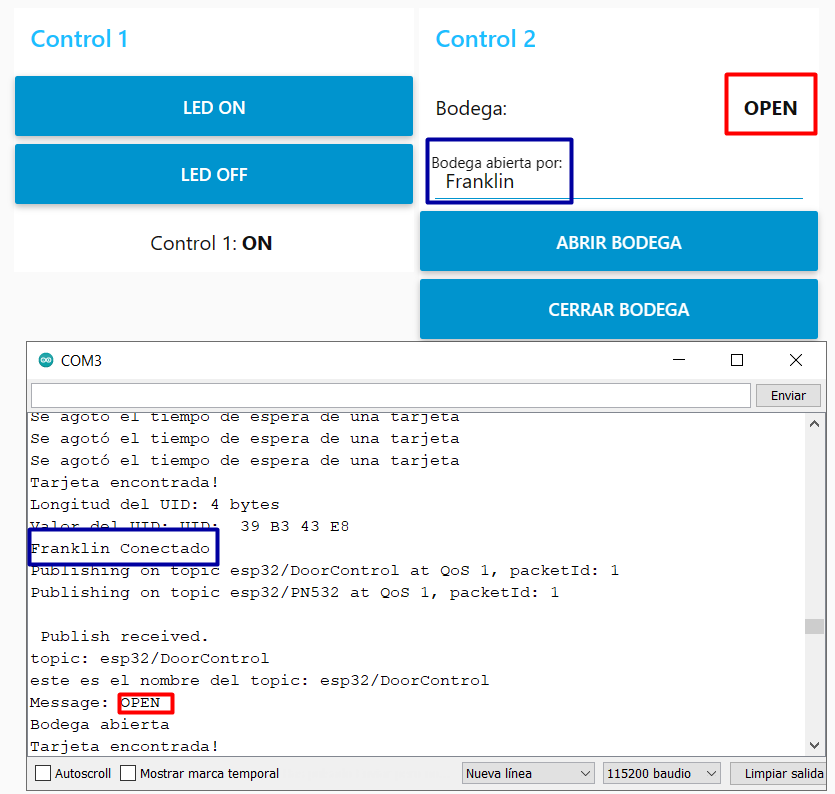 Control 1
LED ON
LED OFF
Control 1: ON
Control 2
Bodega: OPEN
Bodega abierta por:
Franklin
ABRIR BODEGA
CERRAR BODEGA
COM3
Enviar
Se agotó el tiempo de espera de una tarjeta
Se agotó el tiempo de espera de una tarjeta
Se agotó el tiempo de espera de una tarjeta
Tarjeta encontrada!
Longitud del UID: 4 bytes
Valor del UID: UID: 39 B3 43 E8
Franklin Conectado
Publishing on topic esp32/DoorControl at QoS 1, packetId: 1
Publishing on topic esp32/PN532 at QoS 1, packetId: 1
Publish received.
topic: esp32/DoorControl
este es el nombre del topic: esp32/DoorControl
Message: OPEN
Bodega abierta
Tarjeta encontrada!
Autoscroll Mostrar marca temporal Nueva línea 115200 baudio Limpiar salida